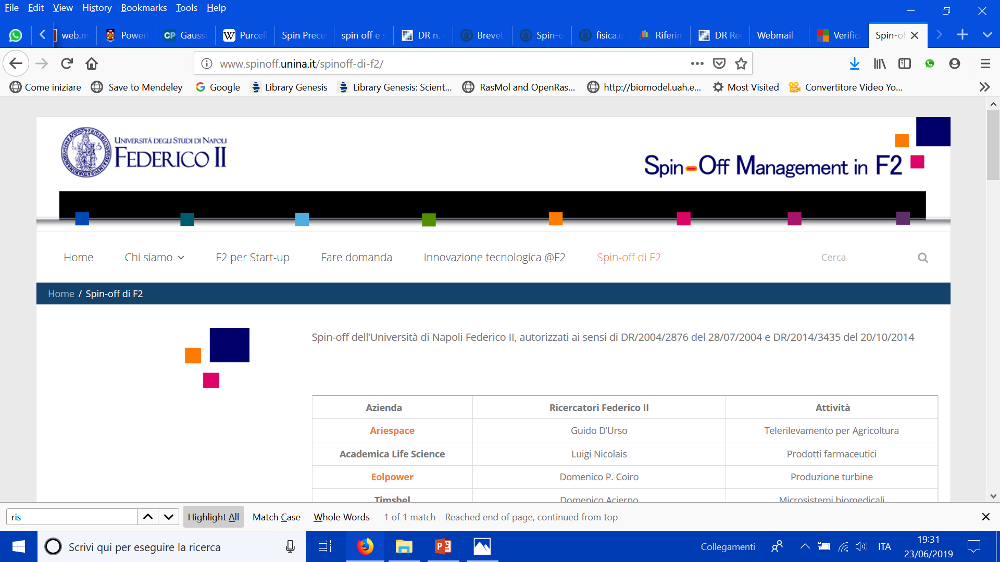 File Edit View History Bookmarks Tools Help
web.m Power Gaussi Purcell Spin Prece spin off e s DR n. - Brevet Spin-o fisica.u Riferim DR Re Webmail Verifica Spin-of
www.spinoff.unina.it/spinoff-di-f2/
Come iniziare Save to Mendeley Google Library Genesis Library Genesis: Scient... RasMol and OpenRas... http://biomodel.uah.e... Most Visited Convertitore Video Yo...
UNIVERSITÀ DEGLI STUDI DI NAPOLI
FEDERICO II
Spin-Off Management in F2
Home Chi siamo F2 per Start-up Fare domanda Innovazione tecnologica @F2 Spin-off di F2 Cerca
Home / Spin-off di F2
Spin-off dell’Università di Napoli Federico II, autorizzati ai sensi di DR/2004/2876 del 28/07/2004 e DR/2014/3435 del 20/10/2014
Azienda Ricercatori Federico II Attività
Ariespace Guido D’Urso Telerilevamento per Agricoltura
Academica Life Science Luigi Nicolais Prodotti farmaceutici
Eolpower Domenico P. Coiro Produzione turbine
Timshel Domenico Acierno Microsistemi biomedicali
ris Highlight All Match Case Whole Words 1 of 1 match Reached end of page, continued from top
Scrivi qui per eseguire la ricerca Collegamenti ITA 19:31
23/06/2019